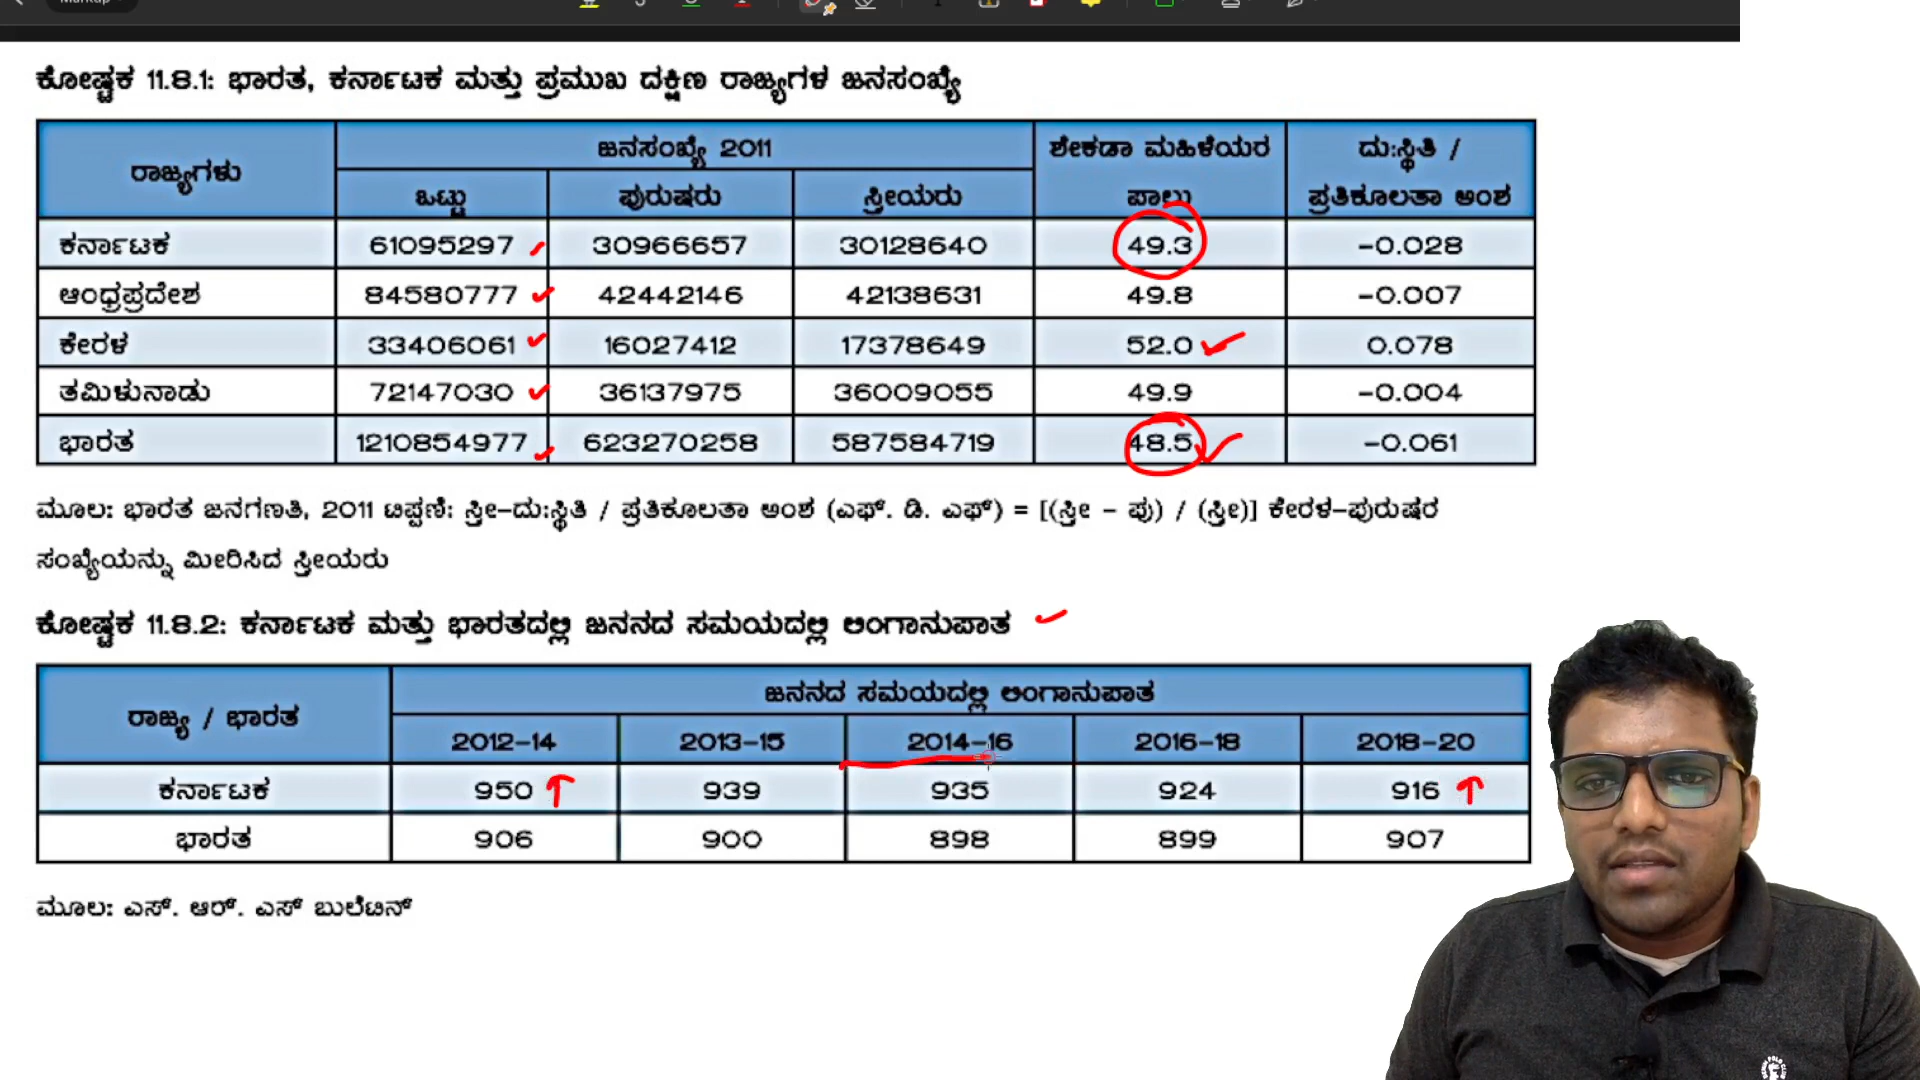 ಕೋಷ್ಟಕ 11.8.1: ಭಾರತ, ಕರ್ನಾಟಕ ಮತ್ತು ಪ್ರಮುಖ ದಕ್ಷಿಣ ರಾಜ್ಯಗಳ ಜನಸಂಖ್ಯೆ
ರಾಜ್ಯಗಳು ಜನಸಂಖ್ಯೆ 2011 ಶೇಕಡಾ ಮಹಿಳೆಯರ ಪಾಲು ದು:ಸ್ಥಿತಿ / ಪ್ರತಿಕೂಲತಾ ಅಂಶ
ಒಟ್ಟು ಪುರುಷರು ಸ್ತ್ರೀಯರು
ಕರ್ನಾಟಕ 61095297 30966657 30128640 49.3 -0.028
ಆಂಧ್ರಪ್ರದೇಶ 84580777 42442146 42138631 49.8 -0.007
ಕೇರಳ 33406061 16027412 17378649 52.0 0.078
ತಮಿಳುನಾಡು 72147030 36137975 36009055 49.9 -0.004
ಭಾರತ 1210854977 623270258 587584719 48.5 -0.061
ಮೂಲ: ಭಾರತ ಜನಗಣತಿ, 2011 ಟಿಪ್ಪಣಿ: ಸ್ತ್ರೀ-ದು:ಸ್ಥಿತಿ / ಪ್ರತಿಕೂಲತಾ ಅಂಶ (ಎಫ್. ಡಿ. ಎಫ್) = [(ಸ್ತ್ರೀ - ಪು) / (ಸ್ತ್ರೀ)] ಕೇರಳ-ಪುರುಷರ
ಸಂಖ್ಯೆಯನ್ನು ಮೀರಿಸಿದ ಸ್ತ್ರೀಯರು
ಕೋಷ್ಟಕ 11.8.2: ಕರ್ನಾಟಕ ಮತ್ತು ಭಾರತದಲ್ಲಿ ಜನನದ ಸಮಯದಲ್ಲಿ ಲಿಂಗಾನುಪಾತ
ರಾಜ್ಯ / ಭಾರತ ಜನನದ ಸಮಯದಲ್ಲಿ ಲಿಂಗಾನುಪಾತ
2012-14 2013-15 2014-16 2016-18 2018-20
ಕರ್ನಾಟಕ 950 939 935 924 916
ಭಾರತ 906 900 898 899 907
ಮೂಲ: ಎಸ್. ಆರ್. ಎಸ್ ಬುಲೆಟಿನ್